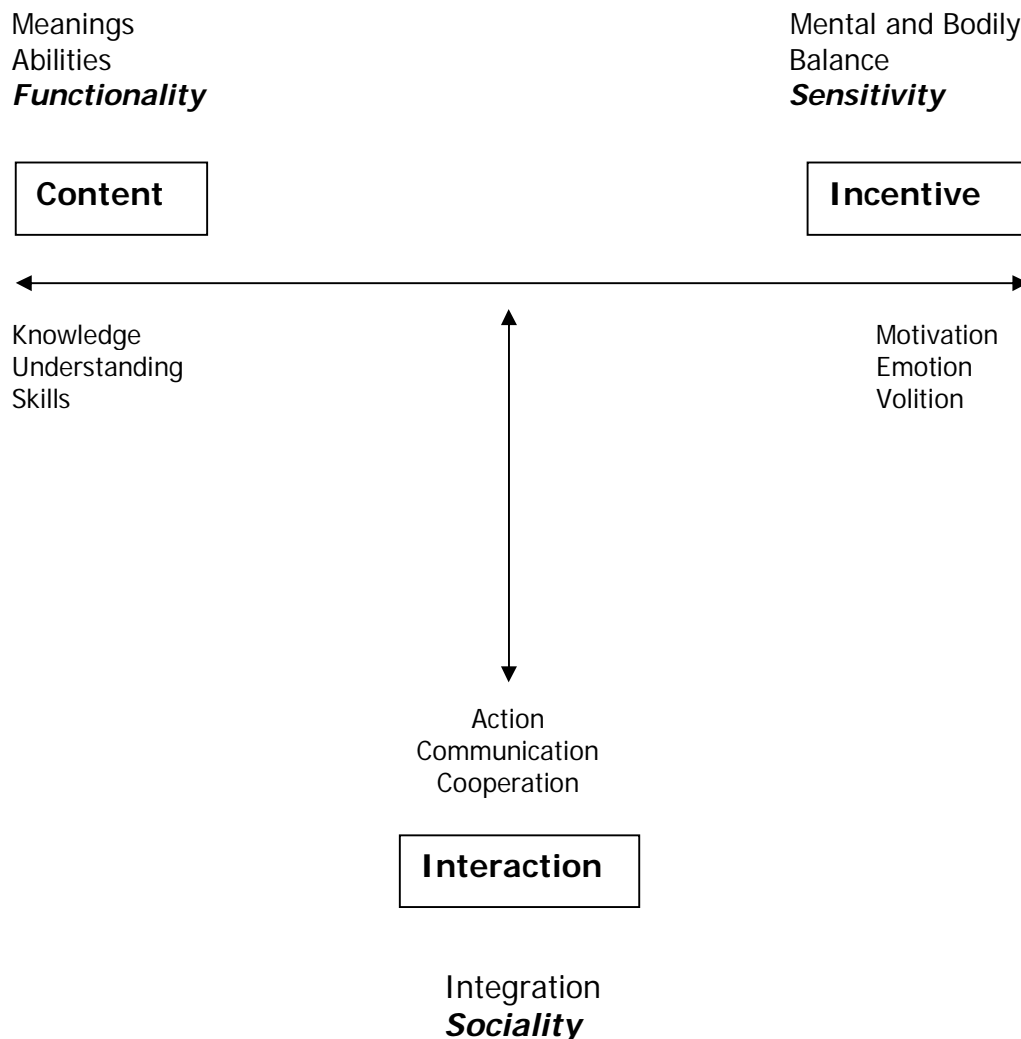 Meanings
Abilities
Functionality
Mental and Bodily
Balance
Sensitivity
Content
Incentive
Knowledge
Understanding
Skills
Motivation
Emotion
Volition
Action
Communication
Cooperation
Interaction
Integration
Sociality